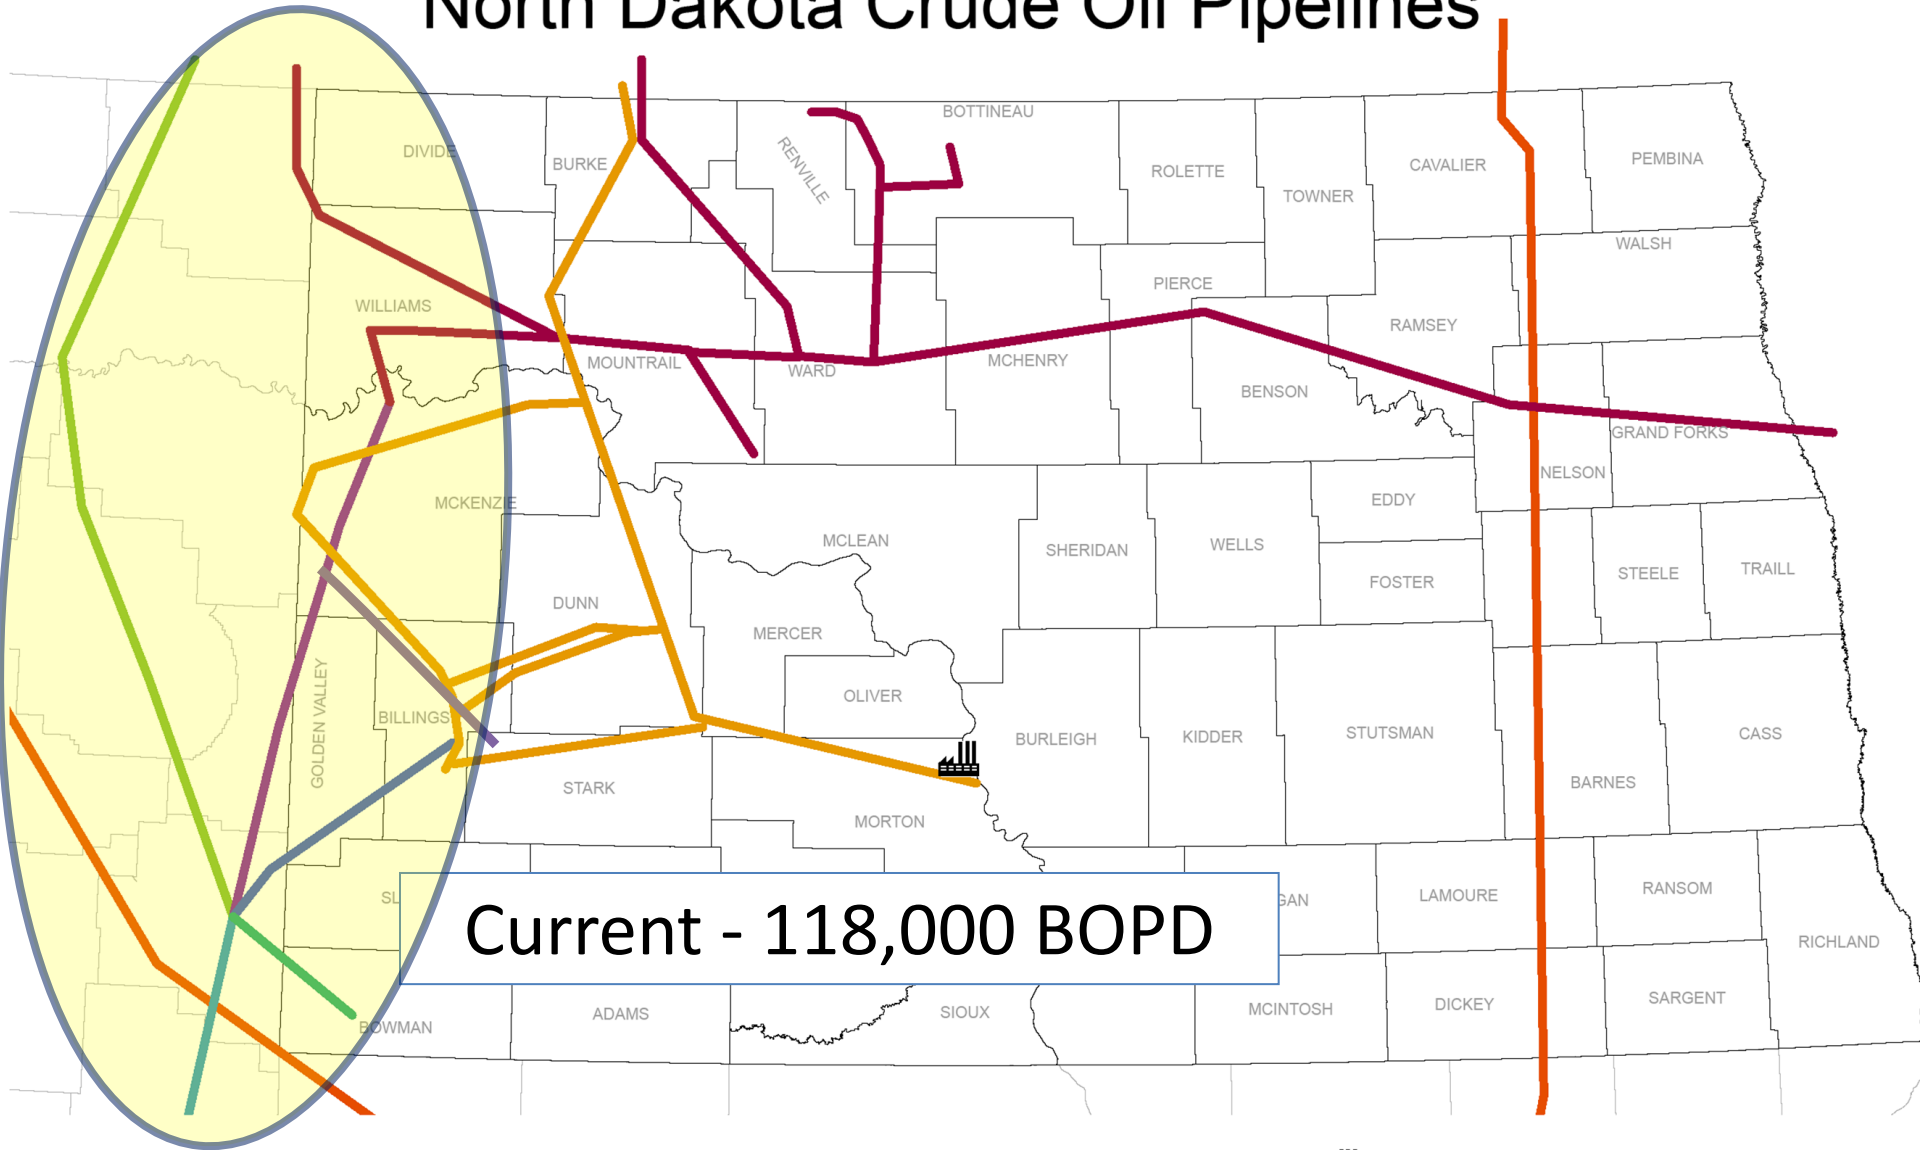 North Dakota Crude Oil Pipelines
BOTTINEAU
DIVIDE
BURKE
RENVILLE
ROLETTE
TOWNER
CAVALIER
PEMBINA
WALSH
WILLIAMS
PIERCE
RAMSEY
MOUNTRAIL
WARD
MCHENRY
BENSON
GRAND FORKS
NELSON
MCKENZIE
EDDY
MCLEAN
SHERIDAN
WELLS
FOSTER
STEELE
TRAILL
DUNN
MERCER
GOLDEN VALLEY
BILLINGS
OLIVER
BURLEIGH
KIDDER
STUTSMAN
CASS
BARNES
STARK
MORTON
SL
GAN
LAMOURE
RANSOM
Current - 118,000 BOPD
RICHLAND
BOWMAN
ADAMS
SIOUX
MCINTOSH
DICKEY
SARGENT